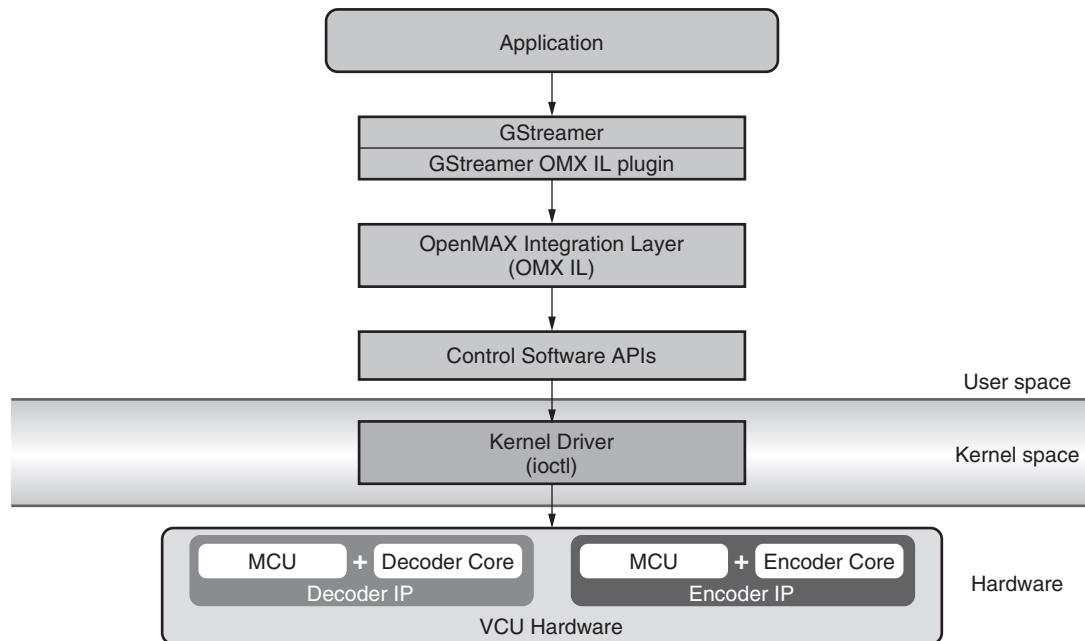 Application
GStreamer
GStreamer OMX IL plugin
OpenMAX Integration Layer
(OMX IL)
Control Software APIs
User space
Kernel Driver
(ioctl)
Kernel space
MCU + Decoder Core
Decoder IP
MCU + Encoder Core
Encoder IP
Hardware
VCU Hardware